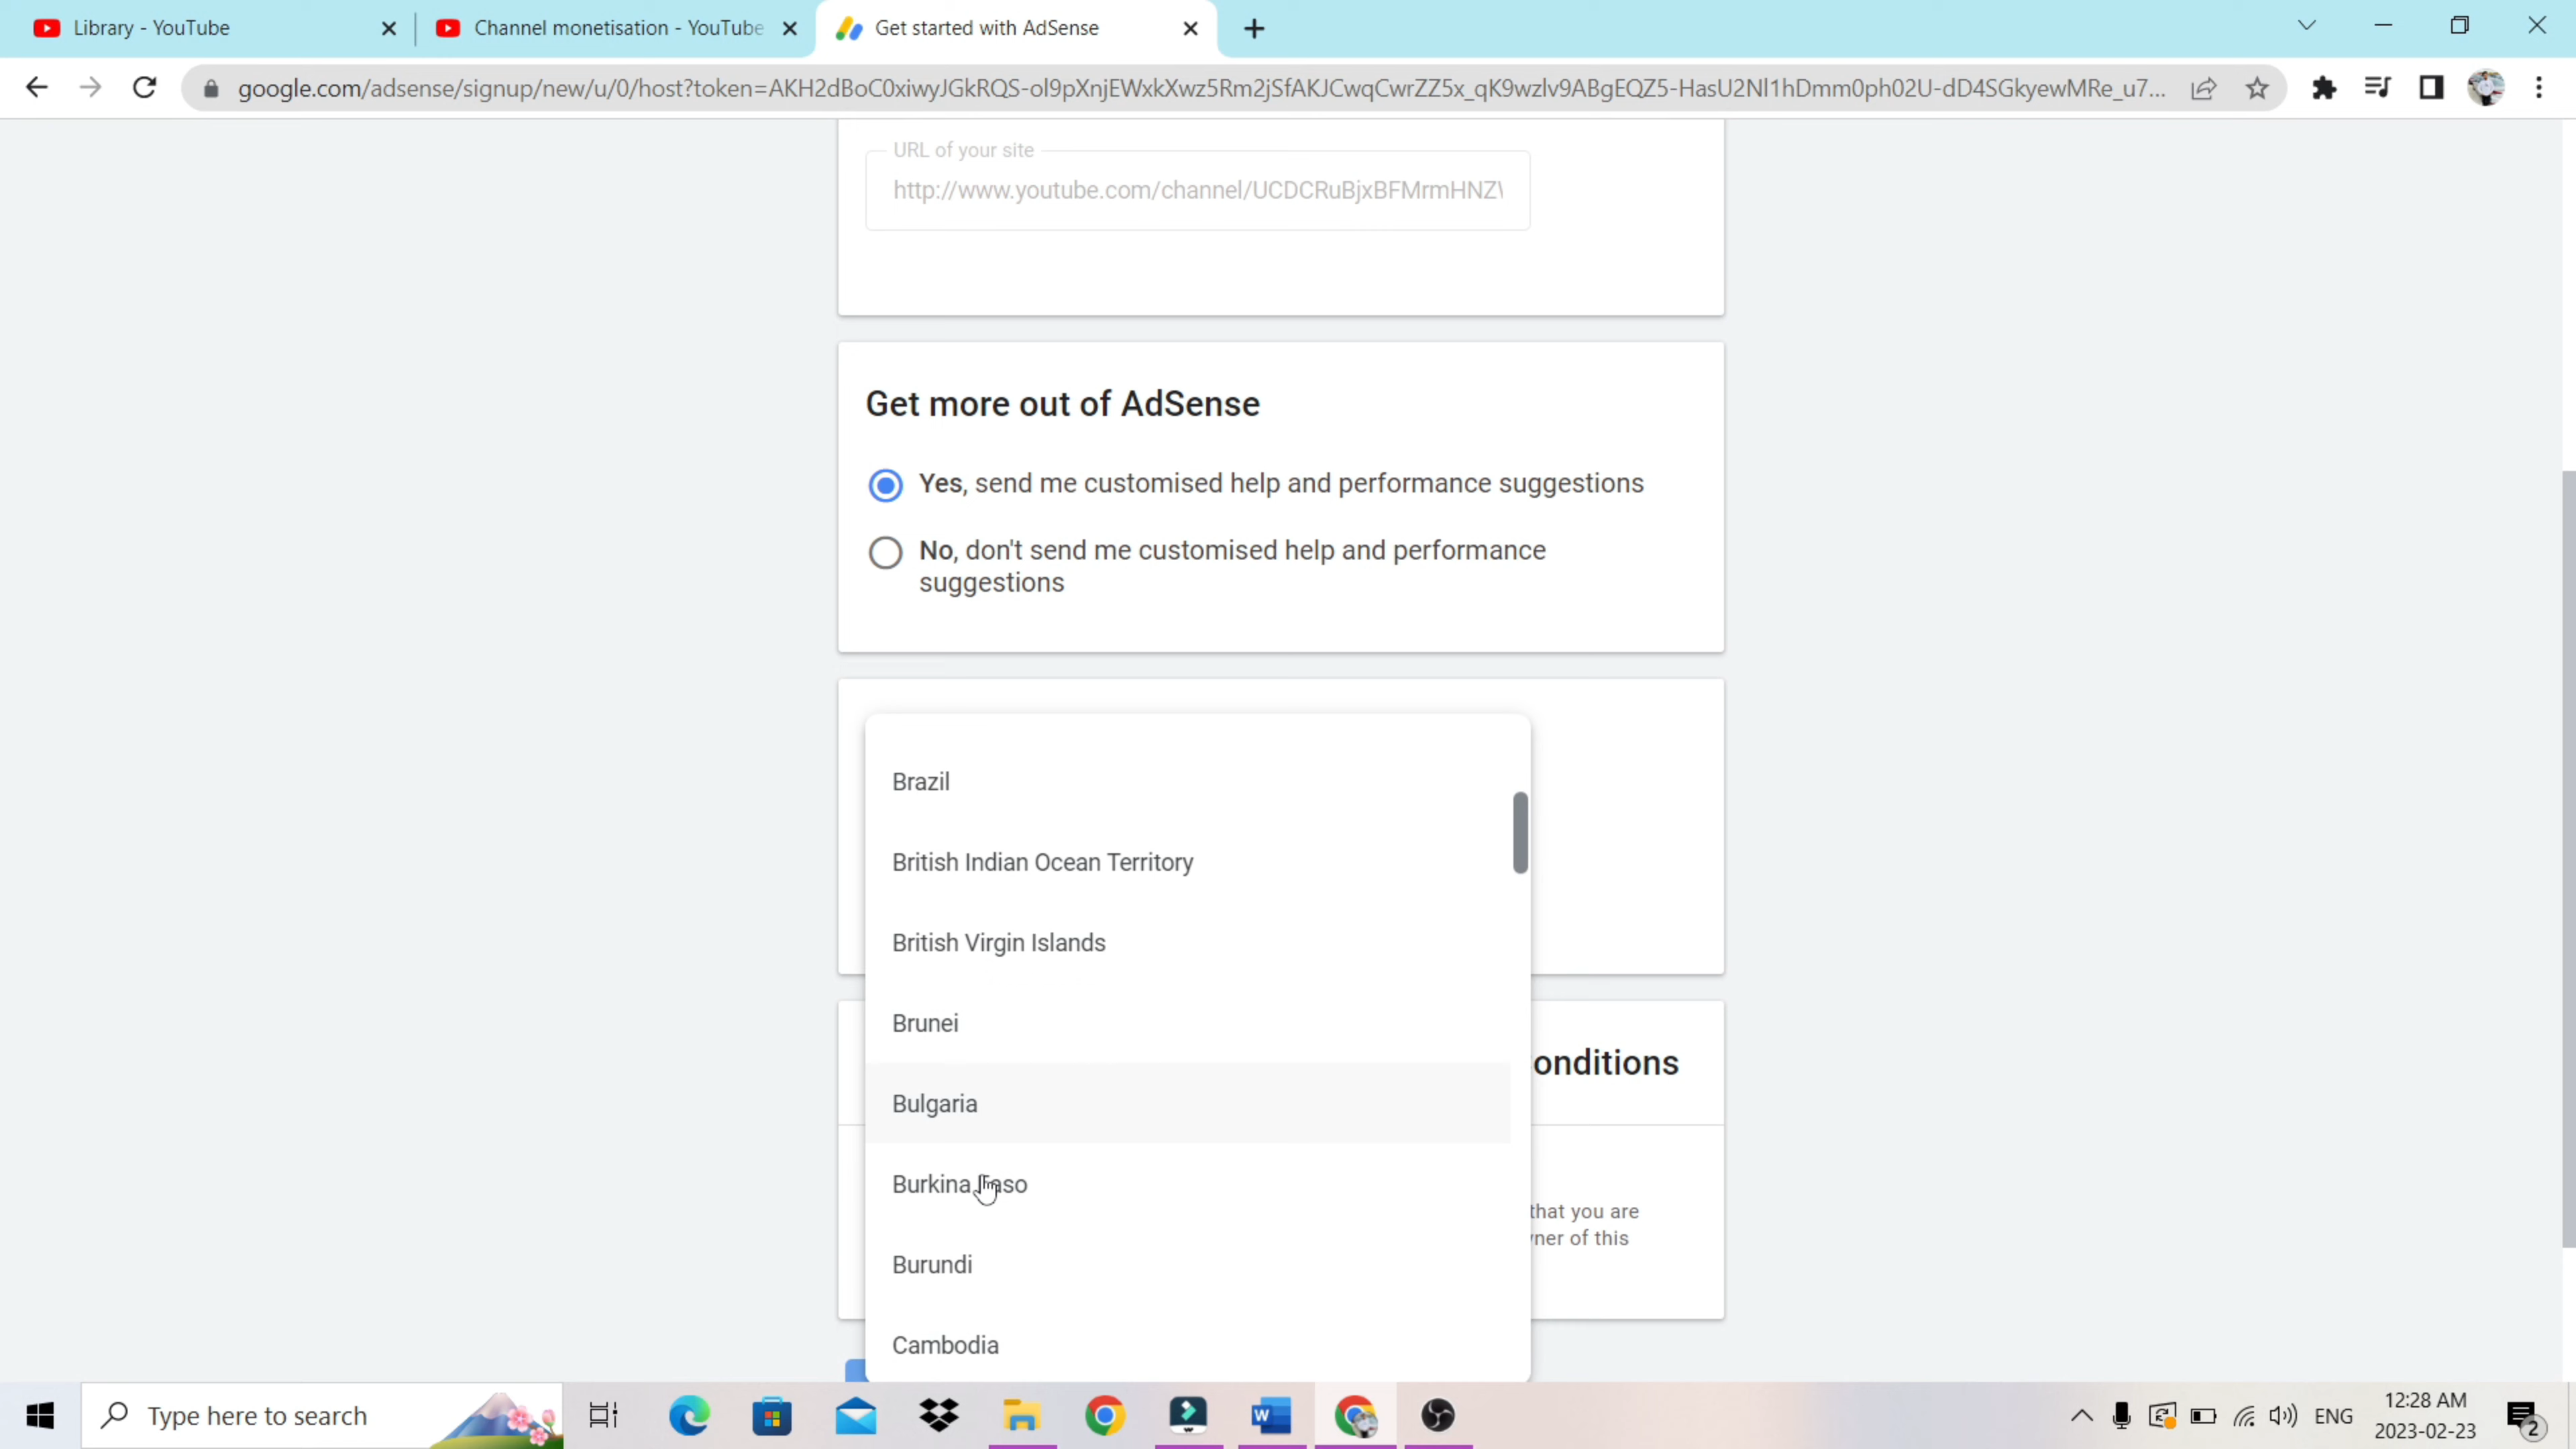 Library - YouTube
Channel monetisation - YouTube
Get started with AdSense
google.com/adsense/signup/new/u/0/host?token=AKH2dBoC0xiwyJGkRQS-ol9pXnjEWxkXwz5Rm2jSfAKJCwqCwrZZ5x_qK9wzlv9ABgEQZ5-HasU2Nl1hDmm0ph02U-dD4SGkyewMRe_u7...
URL of your site
http://www.youtube.com/channel/UCDCRuBjxBFMrmHNZ
Get more out of AdSense
Yes, send me customised help and performance suggestions
No, don't send me customised help and performance
suggestions
Brazil
British Indian Ocean Territory
British Virgin Islands
Brunei
onditions
Bulgaria
Burkina Faso
that you are
ner of this
Burundi
Cambodia
Type here to search
ENG
12:28 AM
2023-02-23
2